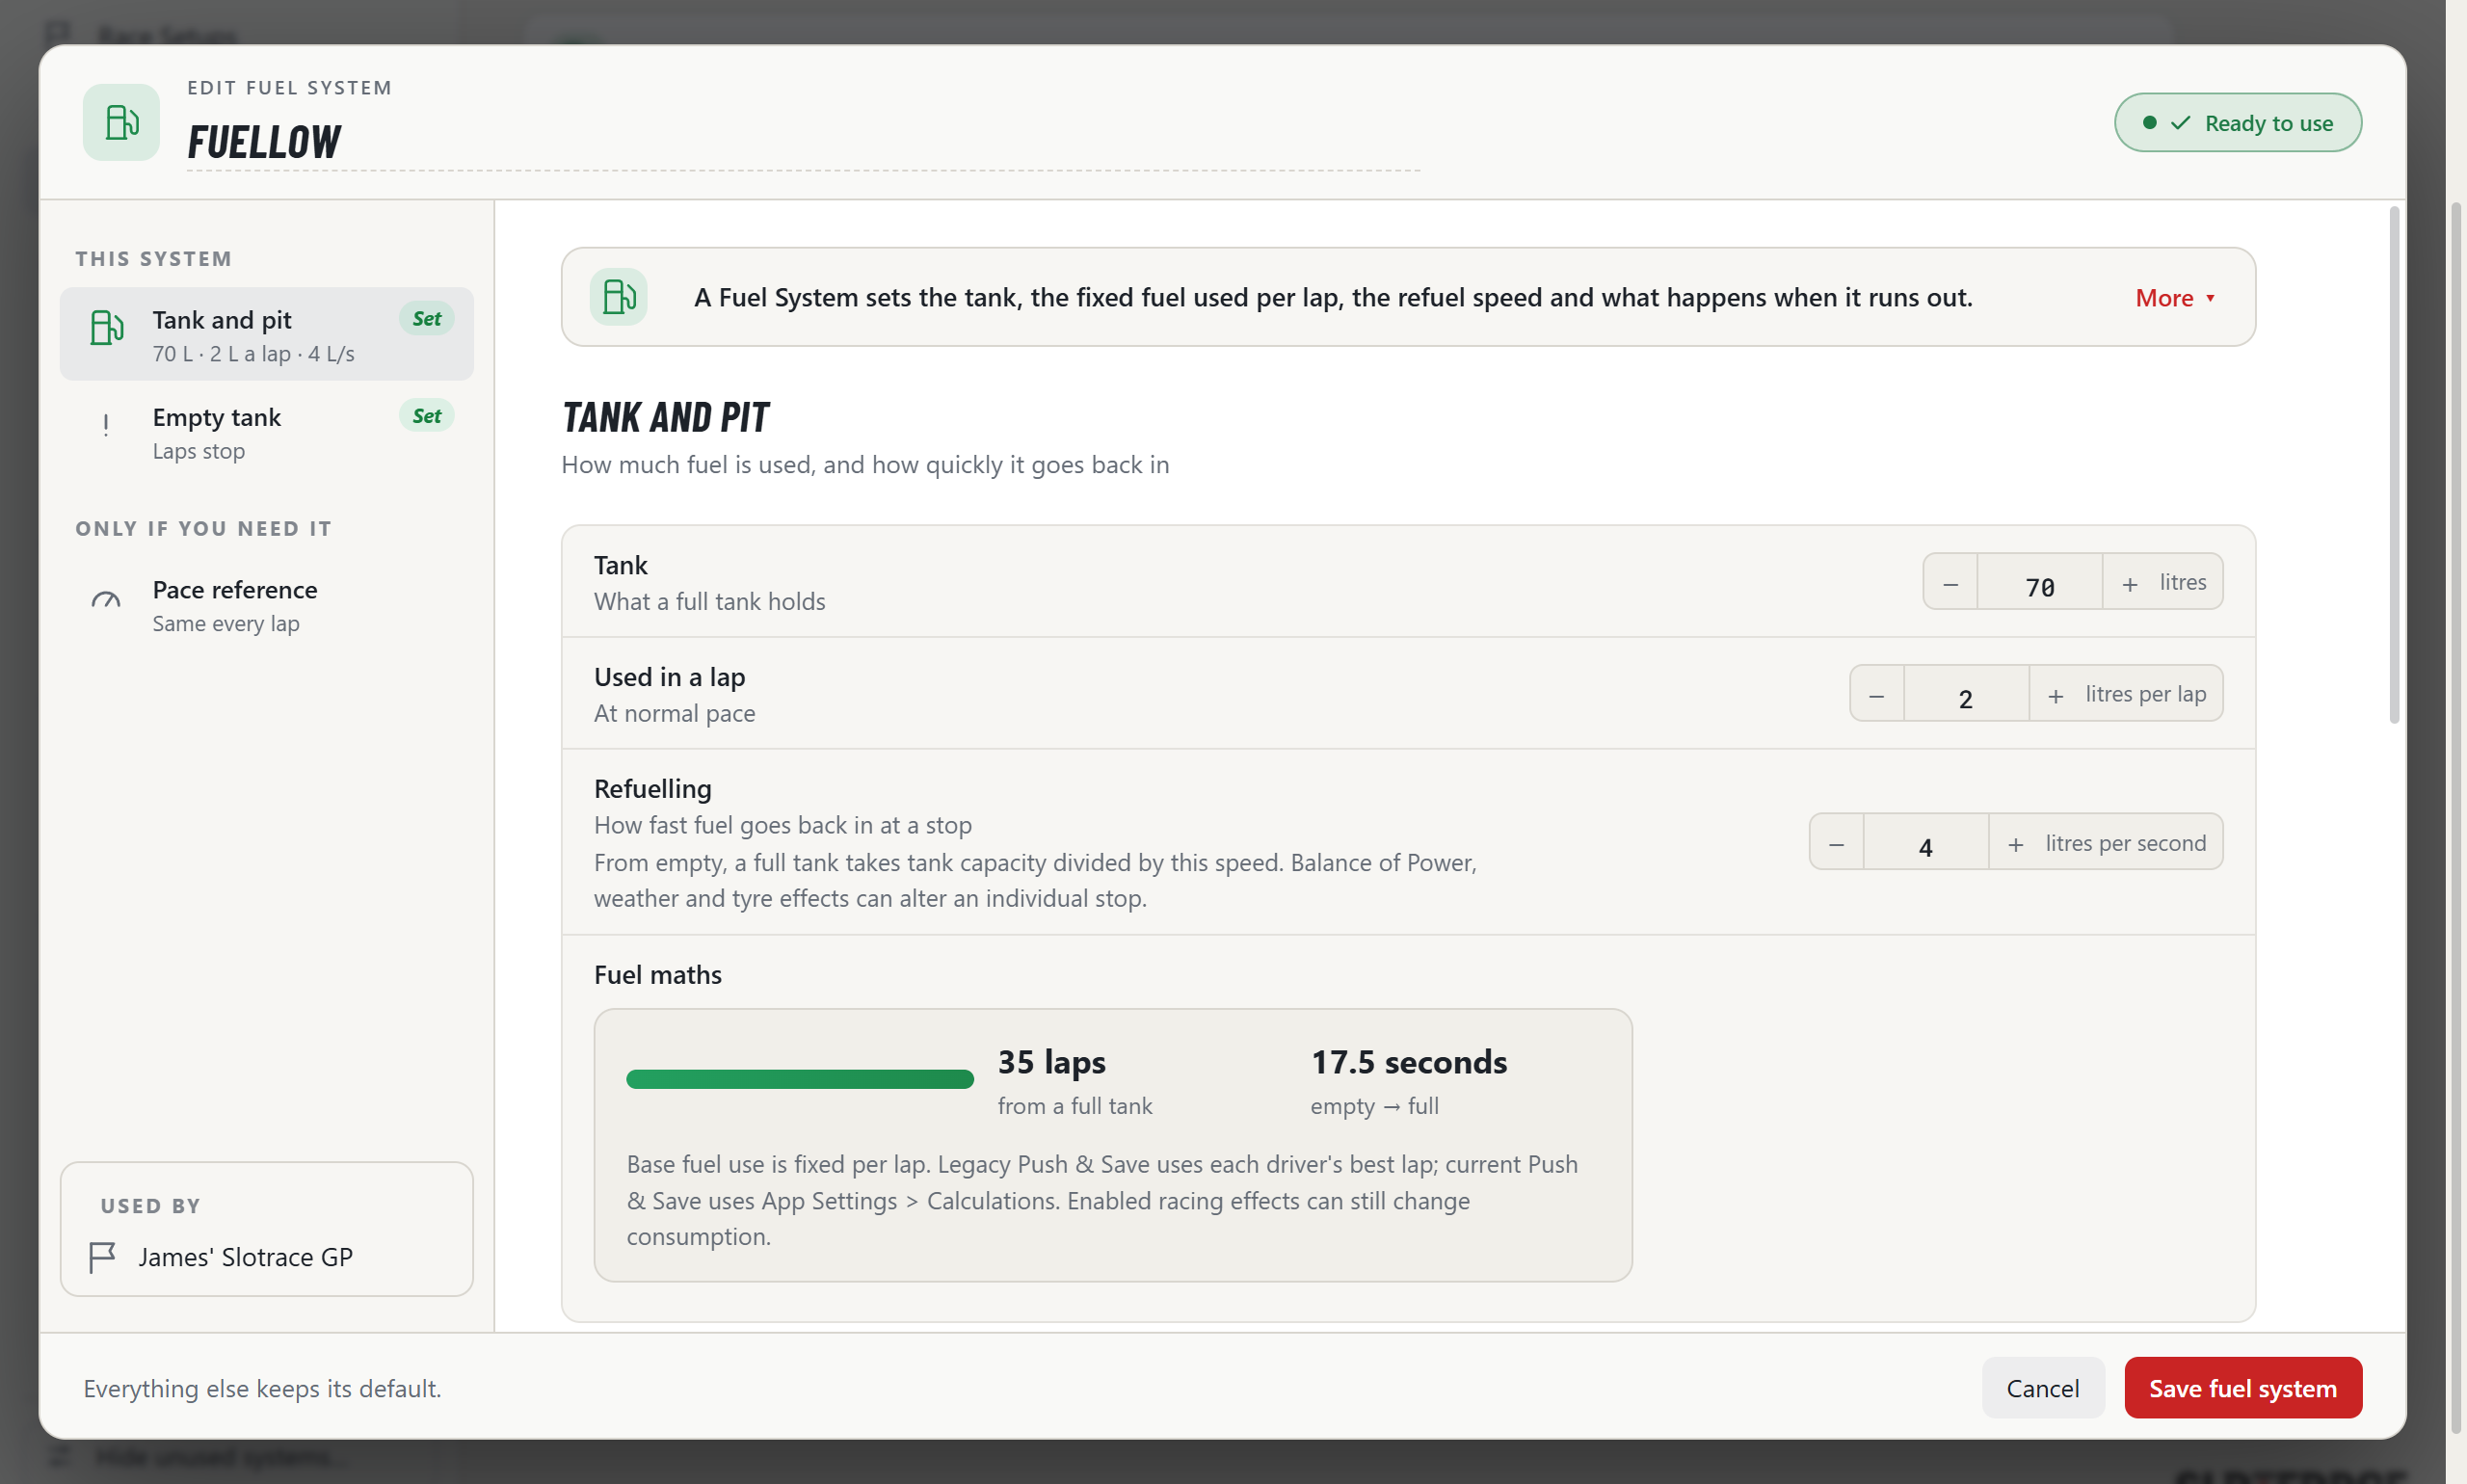 Race Setups
EDIT FUEL SYSTEM
FUELLOW
Ready to use
THIS SYSTEM
Tank and pit
Set
70 L · 2 L a lap · 4 L/s
Empty tank
Set
Laps stop
ONLY IF YOU NEED IT
Pace reference
Same every lap
USED BY
James' Slotrace GP
A Fuel System sets the tank, the fixed fuel used per lap, the refuel speed and what happens when it runs out.
More
TANK AND PIT
How much fuel is used, and how quickly it goes back in
Tank
What a full tank holds
− 70 + litres
Used in a lap
At normal pace
− 2 + litres per lap
Refuelling
How fast fuel goes back in at a stop
From empty, a full tank takes tank capacity divided by this speed. Balance of Power,
weather and tyre effects can alter an individual stop.
− 4 + litres per second
Fuel maths
35 laps
from a full tank
17.5 seconds
empty → full
Base fuel use is fixed per lap. Legacy Push & Save uses each driver's best lap; current Push
& Save uses App Settings > Calculations. Enabled racing effects can still change
consumption.
Everything else keeps its default.
Cancel
Save fuel system
Hide unused systems...